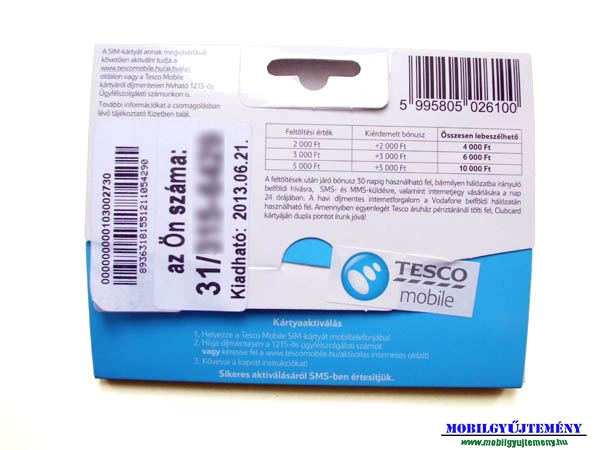 A SIM-kártyát annak megvásárlását
követően aktiválni tudja a
www.tescomobile.hu/aktivalas
oldalon vagy a Tesco Mobile
kártyáról díjmentesen hívható 1215-ös
Ügyfélszolgálati számunkon is.
További információkat a csomagolásban
lévő tájékoztató füzetben talál.
5 995805 026100
Feltöltési érték Kiérdemelt bónusz Összesen lebeszélhető
2 000 Ft +2 000 Ft 4 000 Ft
3 000 Ft +3 000 Ft 6 000 Ft
5 000 Ft +5 000 Ft 10 000 Ft
A feltöltések után járó bónusz 30 napig használható fel, bármilyen hálózatba irányuló
belföldi hívásra, SMS- és MMS-küldésre, valamint internetjegy vásárlására a nap
24 órájában. A havi díjmentes internetforgalom a Vodafone belföldi hálózatán
használható fel. Amennyiben egyenlegét Tesco áruház pénztáránál tölti fel, Clubcard
kártyáján dupla pontot írunk jóvá!
00000000103002730
8936318155121105429​0
az Ön száma:
31/
Kiadható: 2013.06.21.
TESCO
mobile
Kártyaaktiválás
1. Helyezze a Tesco Mobile SIM-kártyát mobiltelefonjába!
2. Hívja díjmentesen a 1215-ös ügyfélszolgálati számot
vagy keresse fel a www.tescomobile.hu/aktivalas internetes oldalt!
3. Kövesse a kapott instrukciókat!
Sikeres aktiválásáról SMS-ben értesítjük.
MOBILGYŰJTEMÉNY
www.mobilgyujtemeny.hu